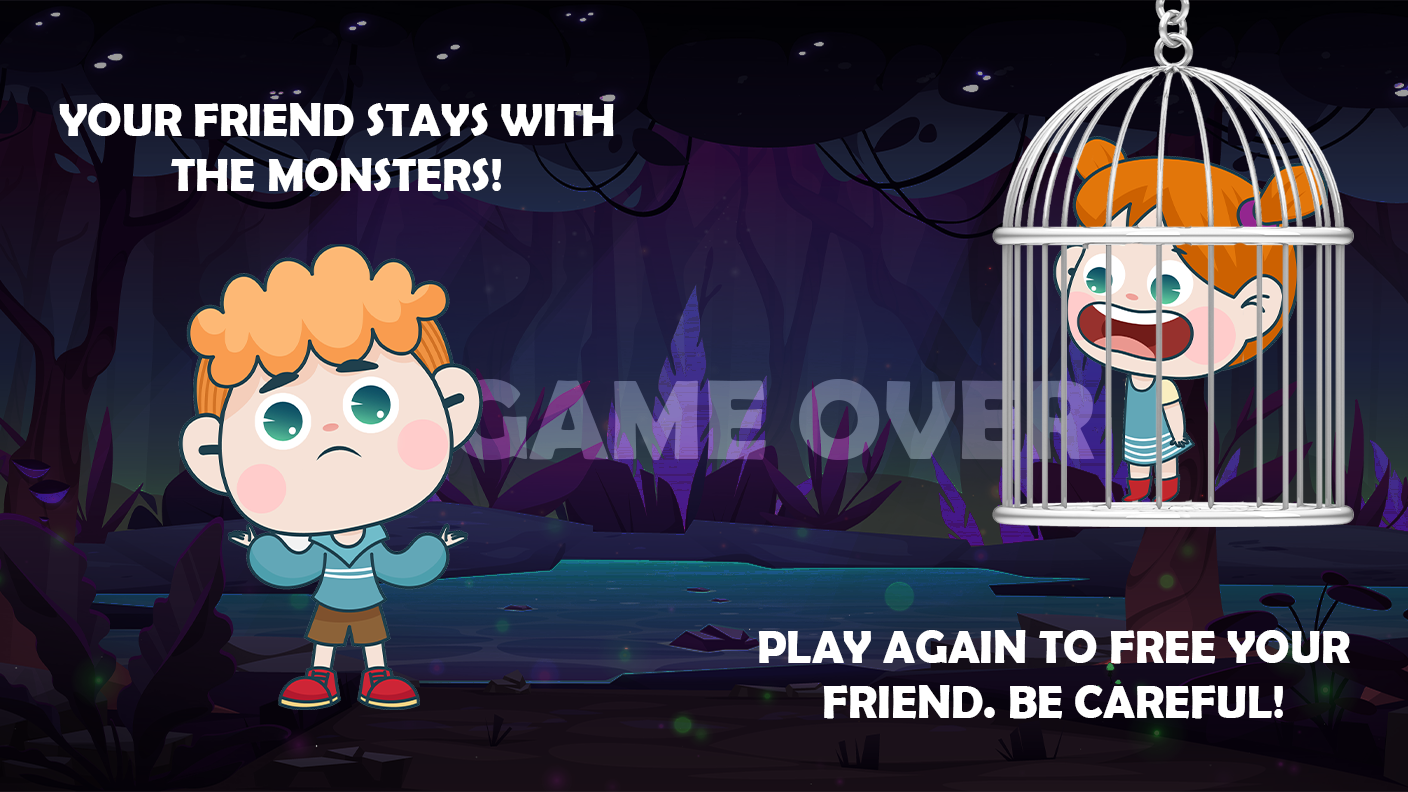 YOUR FRIEND STAYS WITH
THE MONSTERS!
GAME OVER
PLAY AGAIN TO FREE YOUR
FRIEND. BE CAREFUL!